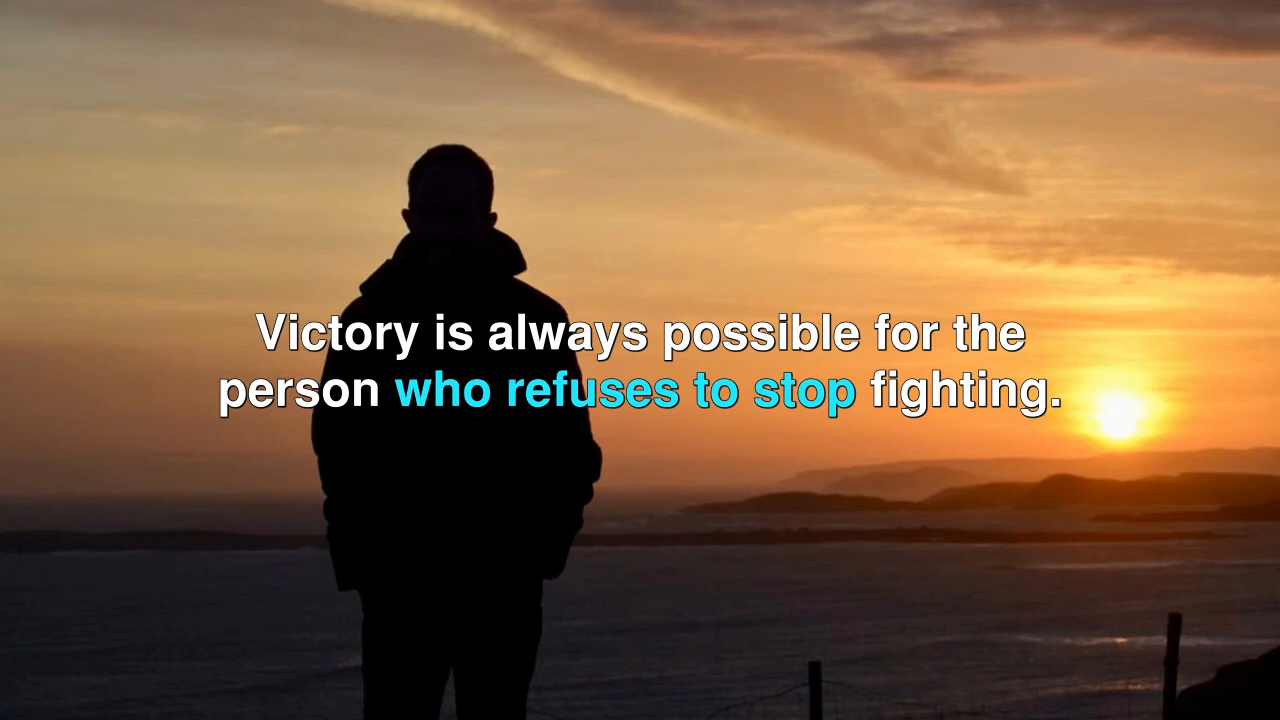 Victory is always possible for the
person who refuses to stop fighting.